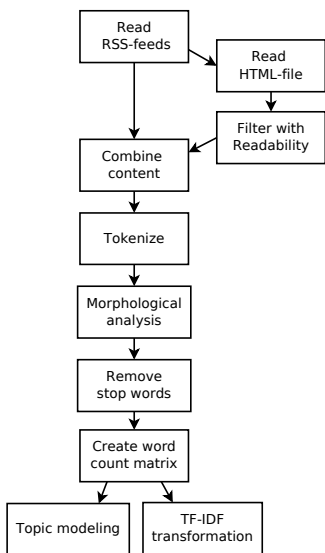 Read
RSS-feeds
Read
HTML-file
Filter with
Readability
Combine
content
Tokenize
Morphological
analysis
Remove
stop words
Create word
count matrix
Topic modeling
TF-IDF
transformation